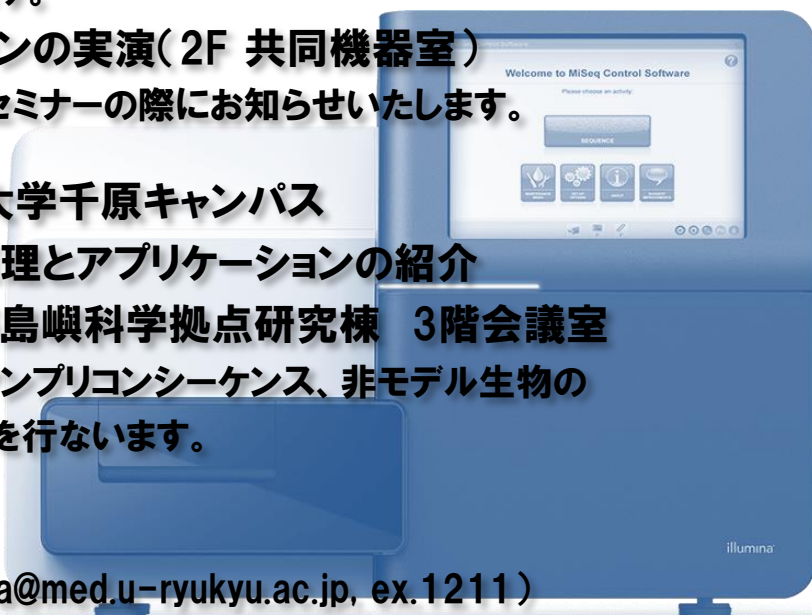 す。
ンの実演（2F 共同機器室）
セミナーの際にお知らせいたします。
大学千原キャンパス
理とアプリケーションの紹介
島嶼科学拠点研究棟　3階会議室
ンプリコンシーケンス、非モデル生物の
を行ないます。
a@med.u-ryukyu.ac.jp, ex.1211）
Welcome to MiSeq Control Software
Please choose an activity.
SEQUENCE
illumina